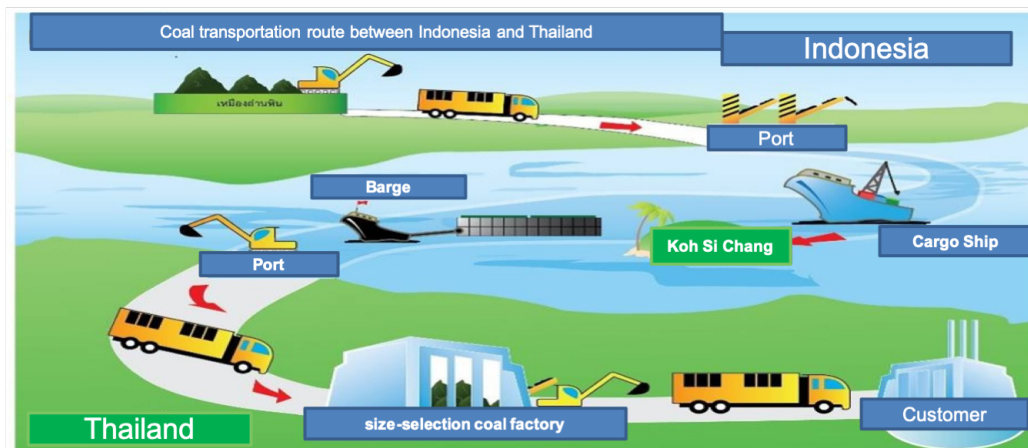 Coal transportation route between Indonesia and Thailand
Indonesia
เหมืองถ่านหิน
Port
Barge
Koh Si Chang
Cargo Ship
Port
size-selection coal factory
Customer
Thailand